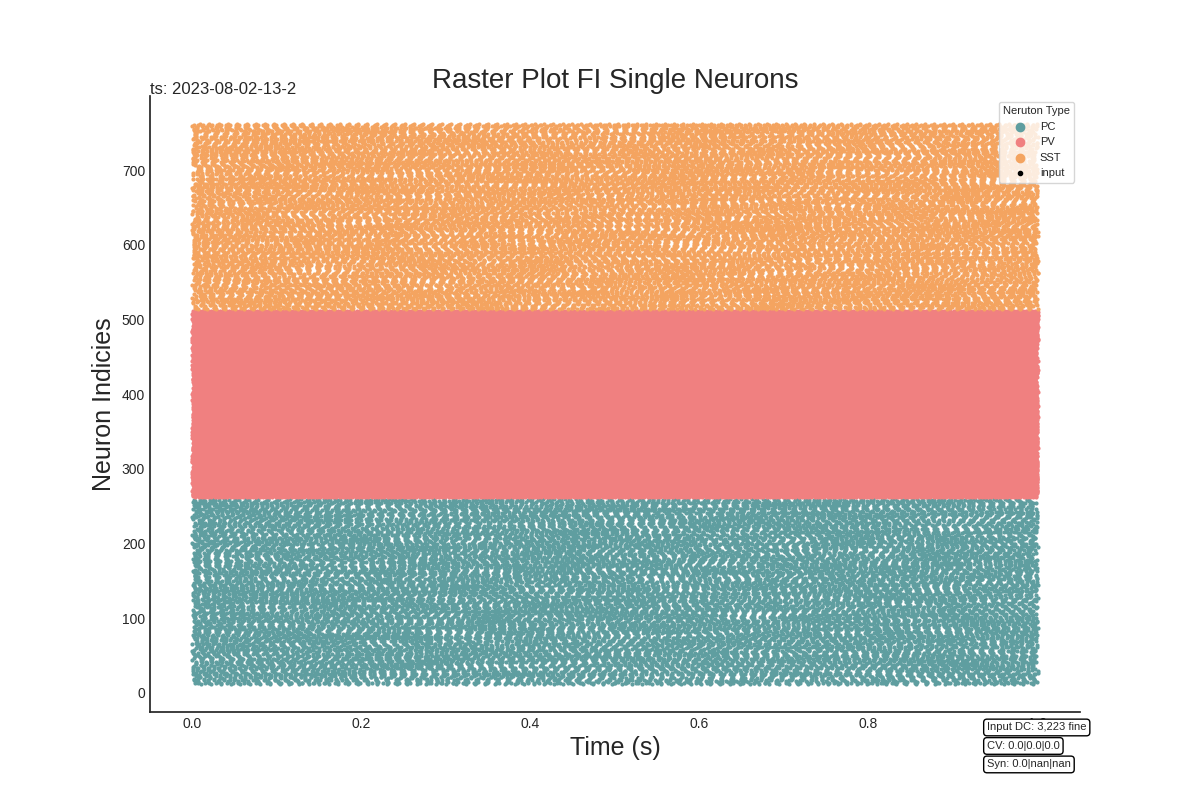 Raster Plot FI Single Neurons
ts: 2023-08-02-13-2
Neruton Type
PC
PV
SST
input
Neuron Indicies
700
600
500
400
300
200
100
0
0.0 0.2 0.4 0.6 0.8
Time (s)
Input DC: 3,223 fine
CV: 0.0|0.0|0.0
Syn: 0.0|nan|nan